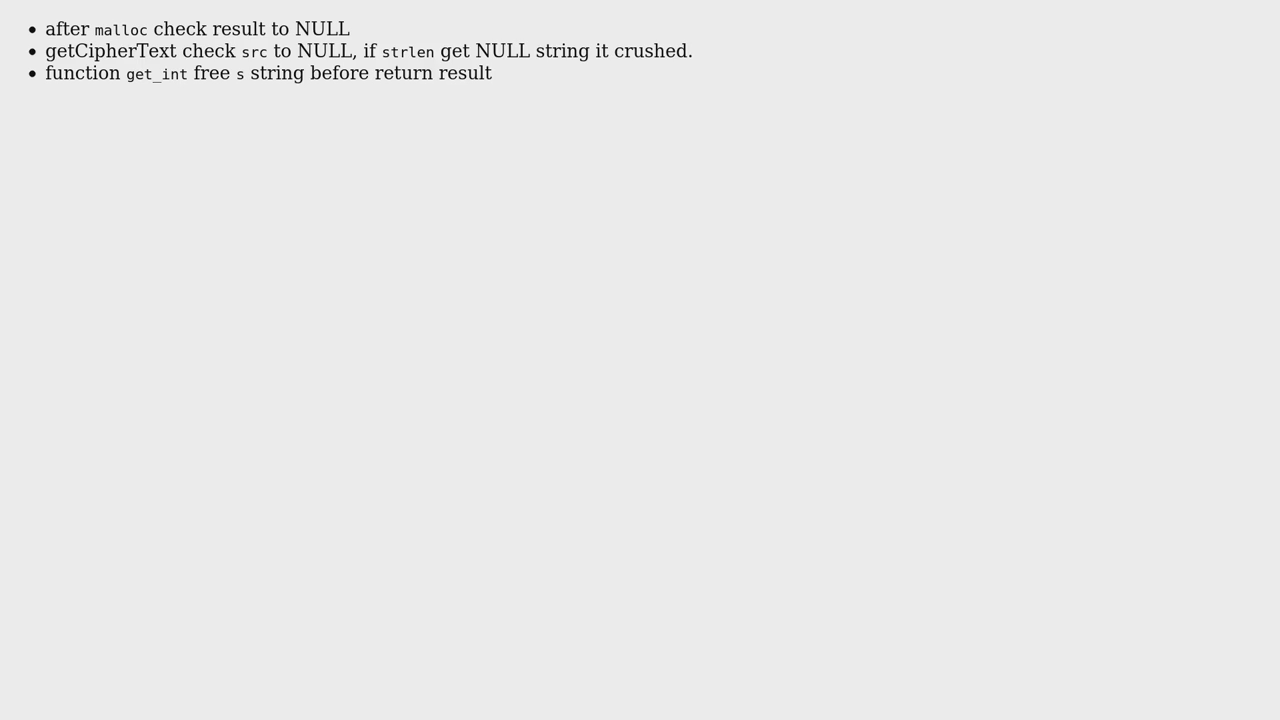 • after malloc check result to NULL
• getCipherText check src to NULL, if strlen get NULL string it crushed.
• function get_int free s string before return result